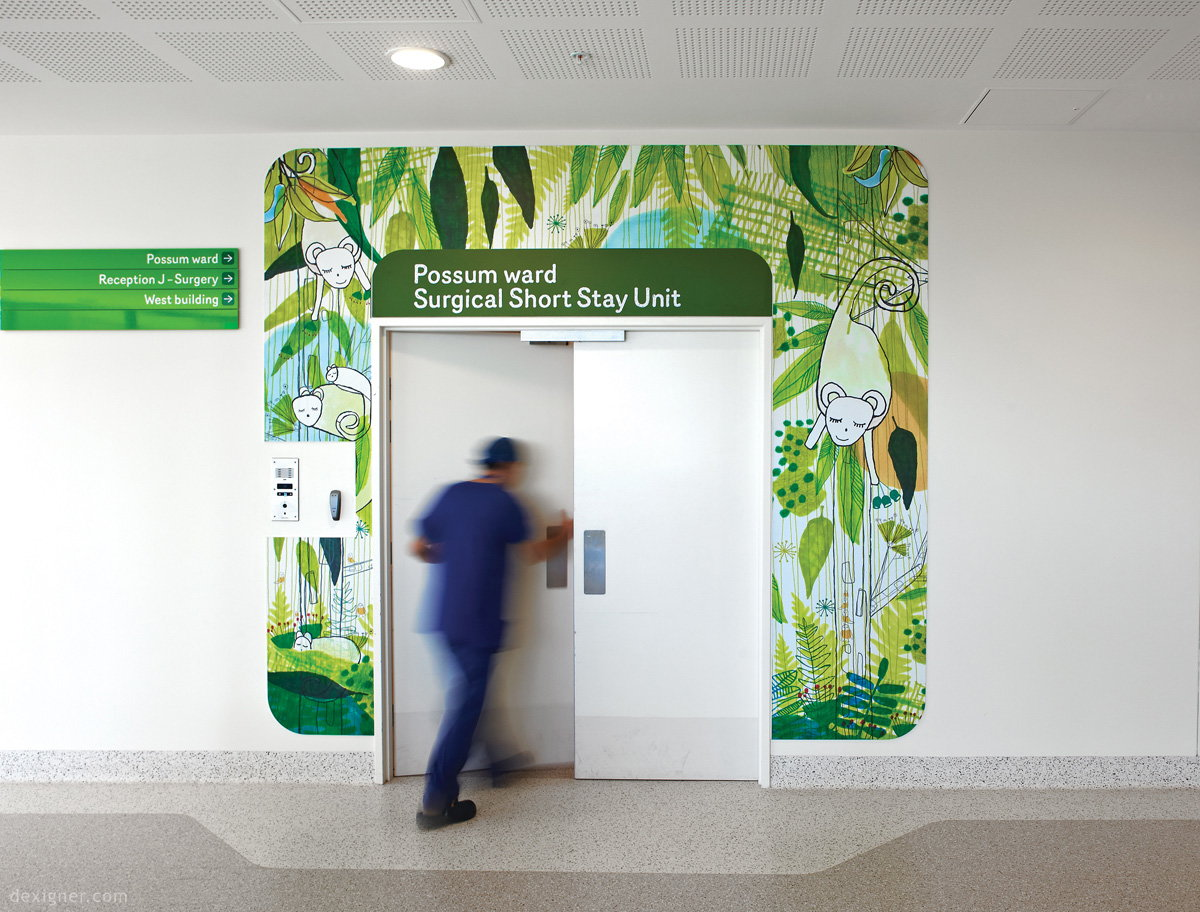 Possum ward
Reception J – Surgery
West building
Possum ward
Surgical Short Stay Unit
dexigner.com